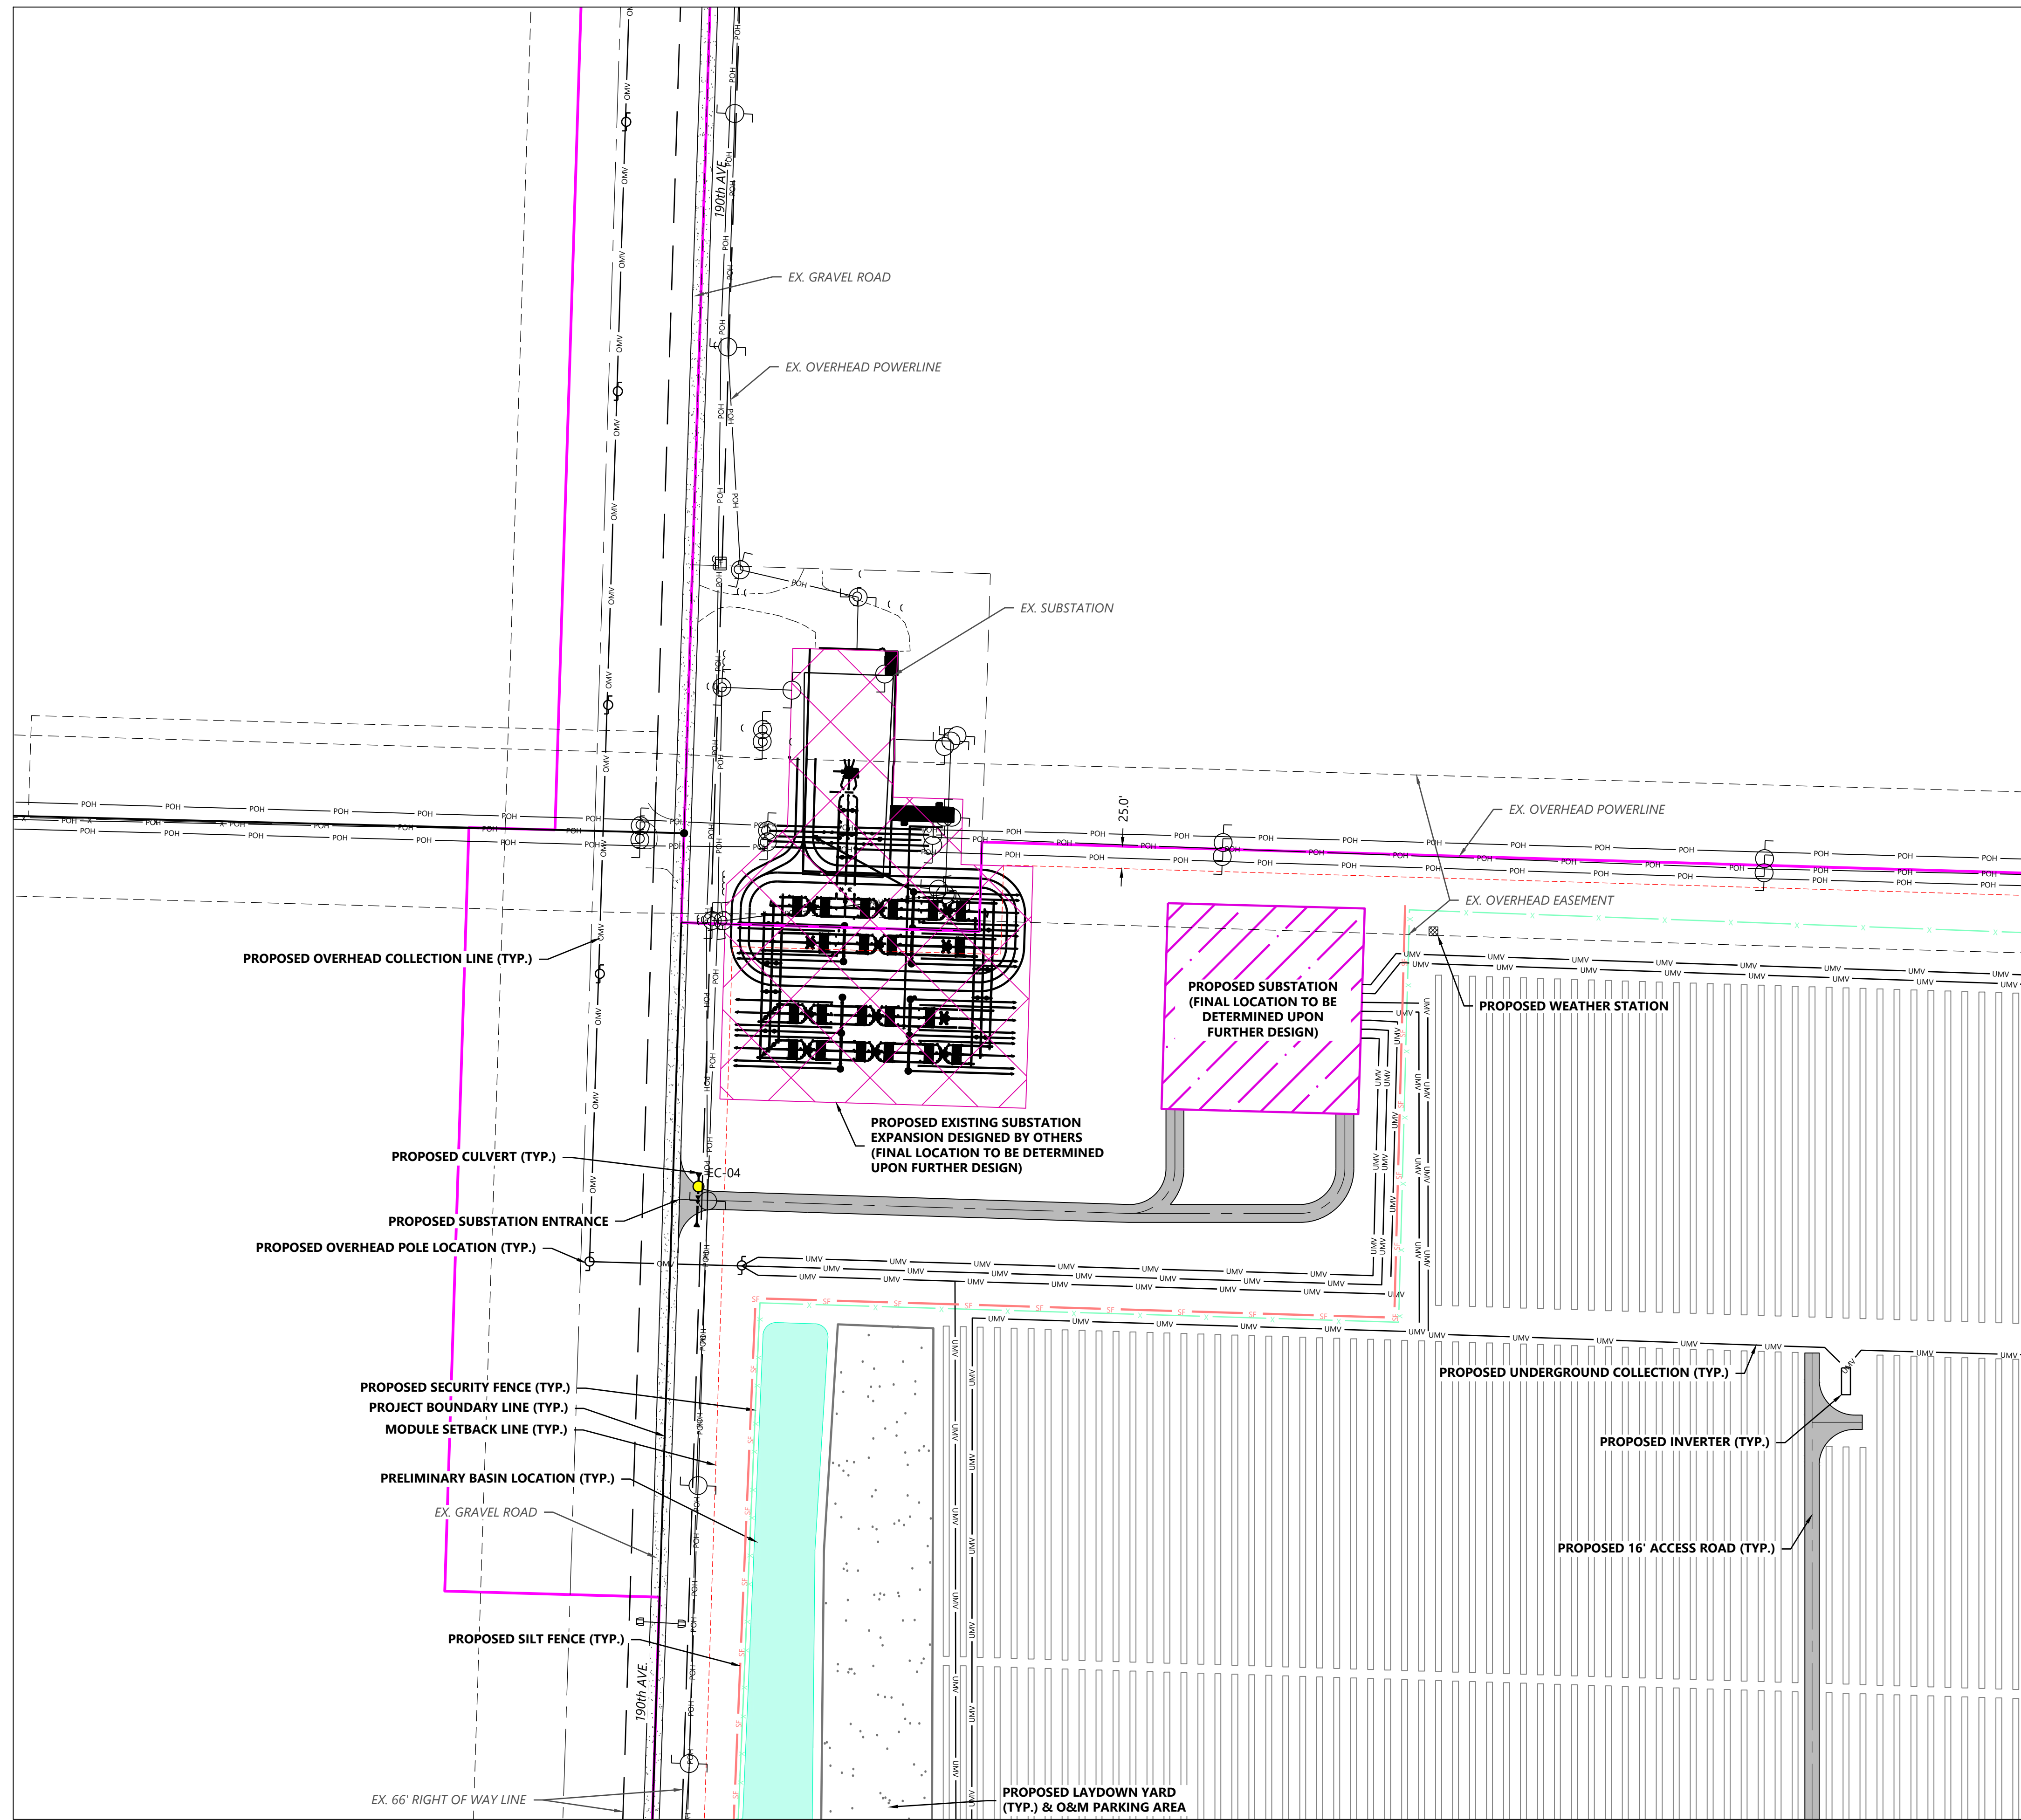 190th AVE.
EX. GRAVEL ROAD
EX. OVERHEAD POWERLINE
EX. SUBSTATION
25.0'
EX. OVERHEAD POWERLINE
EX. OVERHEAD EASEMENT
PROPOSED OVERHEAD COLLECTION LINE (TYP.)
PROPOSED SUBSTATION
(FINAL LOCATION TO BE
DETERMINED UPON
FURTHER DESIGN)
PROPOSED WEATHER STATION
PROPOSED EXISTING SUBSTATION
EXPANSION DESIGNED BY OTHERS
(FINAL LOCATION TO BE DETERMINED
UPON FURTHER DESIGN)
PROPOSED CULVERT (TYP.)
EC-04
PROPOSED SUBSTATION ENTRANCE
PROPOSED OVERHEAD POLE LOCATION (TYP.)
PROPOSED UNDERGROUND COLLECTION (TYP.)
PROPOSED SECURITY FENCE (TYP.)
PROJECT BOUNDARY LINE (TYP.)
MODULE SETBACK LINE (TYP.)
PROPOSED INVERTER (TYP.)
PRELIMINARY BASIN LOCATION (TYP.)
EX. GRAVEL ROAD
PROPOSED 16' ACCESS ROAD (TYP.)
PROPOSED SILT FENCE (TYP.)
190th AVE.
EX. 66' RIGHT OF WAY LINE
PROPOSED LAYDOWN YARD
(TYP.) & O&M PARKING AREA
POH
OMV
UMV
SF
X